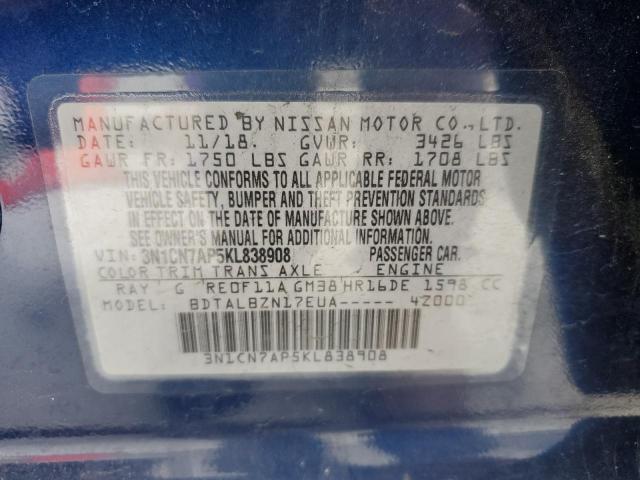 MANUFACTURED BY NISSAN MOTOR CO.,LTD.
DATE: 11/18. GVWR: 3426 LBS
GAWR FR: 1750 LBS GAWR RR: 1708 LBS
THIS VEHICLE CONFORMS TO ALL APPLICABLE FEDERAL MOTOR
VEHICLE SAFETY, BUMPER AND THEFT PREVENTION STANDARDS
IN EFFECT ON THE DATE OF MANUFACTURE SHOWN ABOVE.
SEE OWNER'S MANUAL FOR ADDITIONAL INFORMATION.
VIN: 3N1CN7AP5KL838908 PASSENGER CAR.
COLOR TRIM TRANS AXLE ENGINE
RAY G RE0F11A GM38 HR16DE 1598 CC
MODEL: BDTALBZN17EUA----- 42000
3N1CN7AP5KL838908